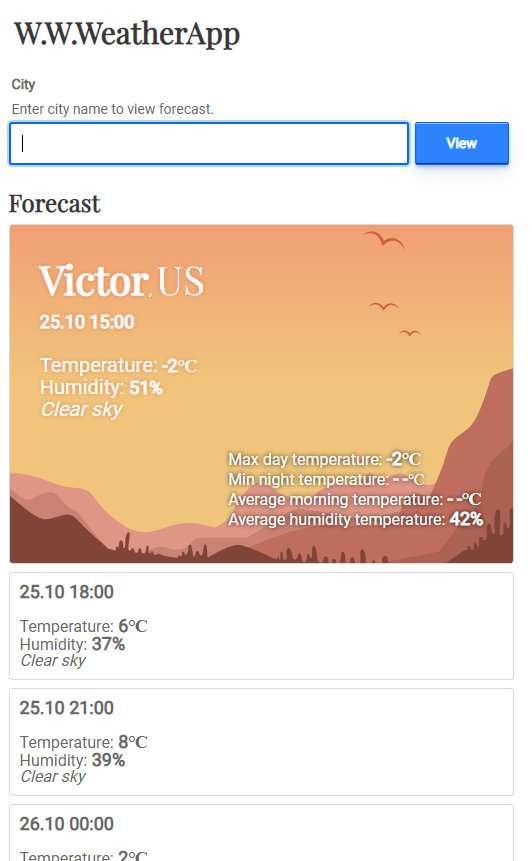 W.W.WeatherApp
City
Enter city name to view forecast.
View
Forecast
Victor, US
25.10 15:00
Temperature: -2°C
Humidity: 51%
Clear sky
Max day temperature: -2°C
Min night temperature: --°C
Average morning temperature: --°C
Average humidity temperature: 42%
25.10 18:00
Temperature: 6°C
Humidity: 37%
Clear sky
25.10 21:00
Temperature: 8°C
Humidity: 39%
Clear sky
26.10 00:00
Temperature: 2°C